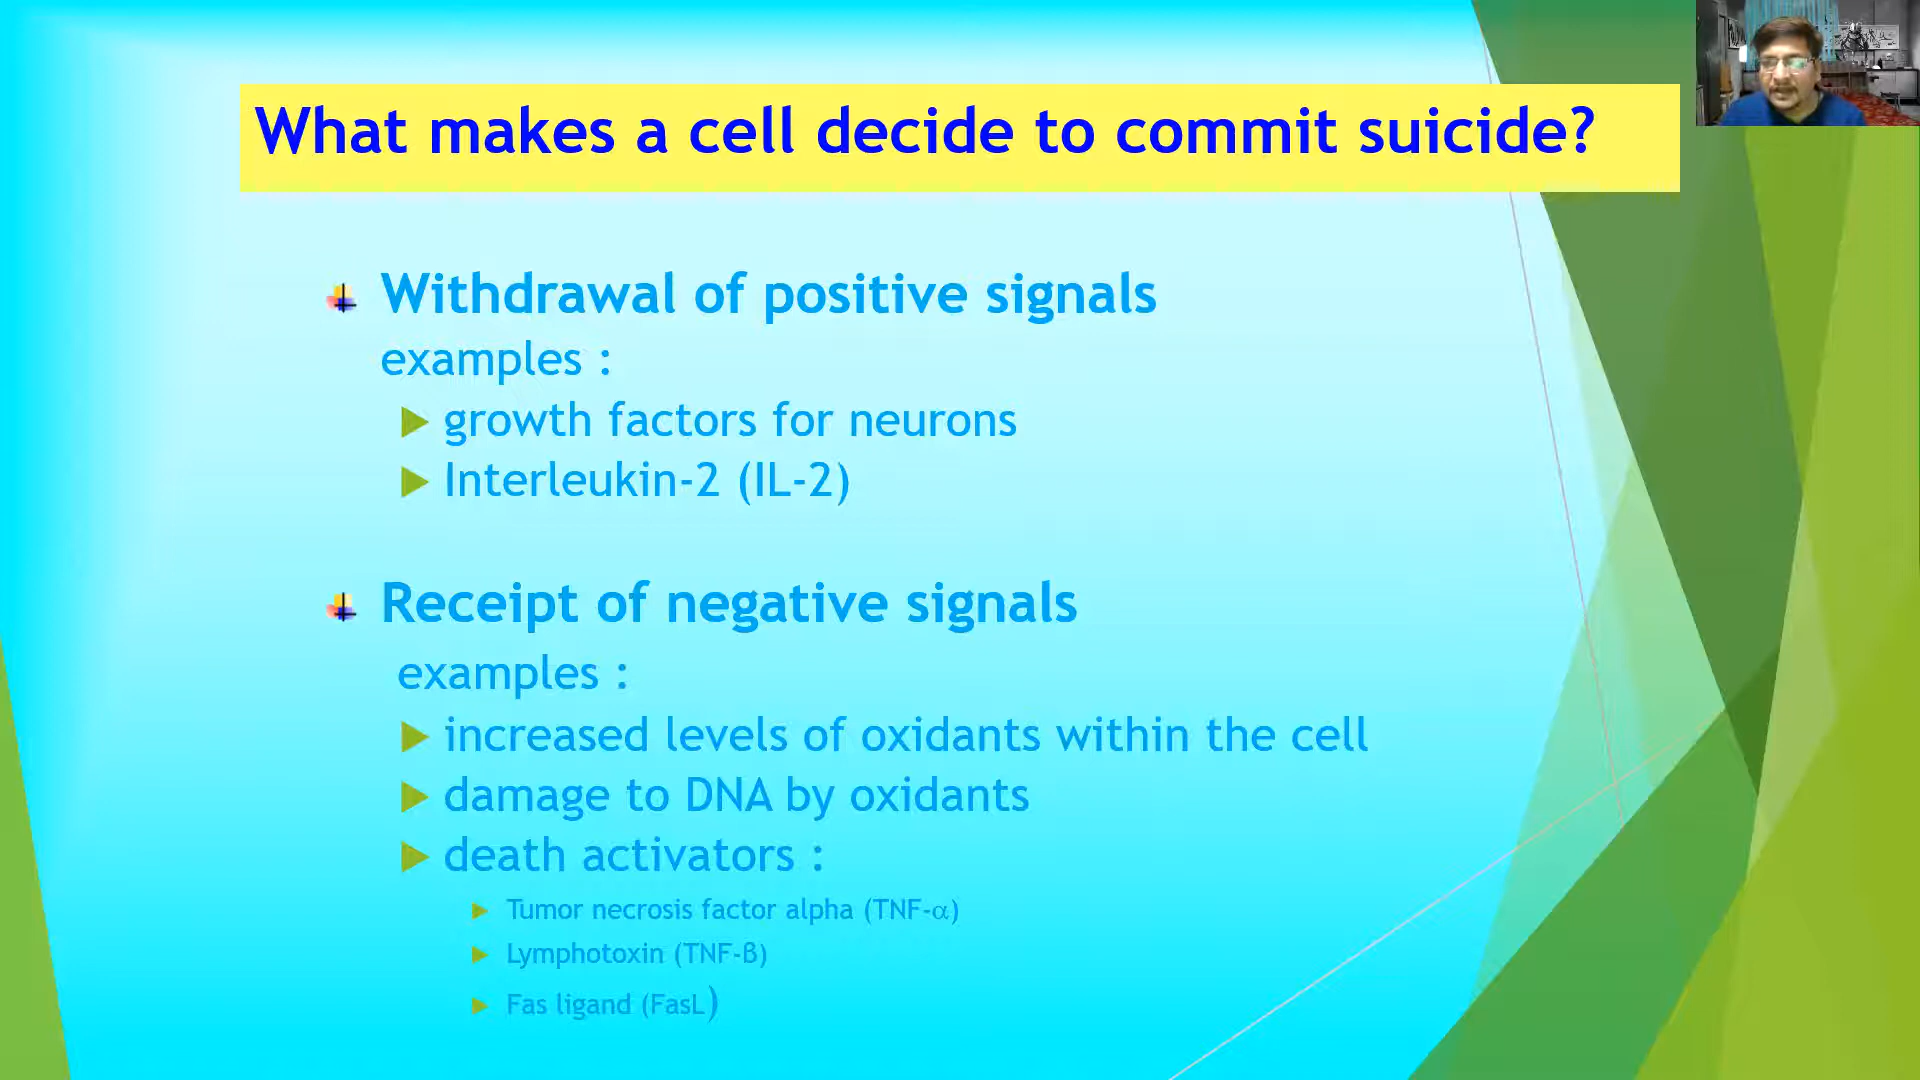 What makes a cell decide to commit suicide?
Withdrawal of positive signals
examples :
growth factors for neurons
Interleukin-2 (IL-2)
Receipt of negative signals
examples :
increased levels of oxidants within the cell
damage to DNA by oxidants
death activators :
Tumor necrosis factor alpha (TNF-α)
Lymphotoxin (TNF-ß)
Fas ligand (FasL)